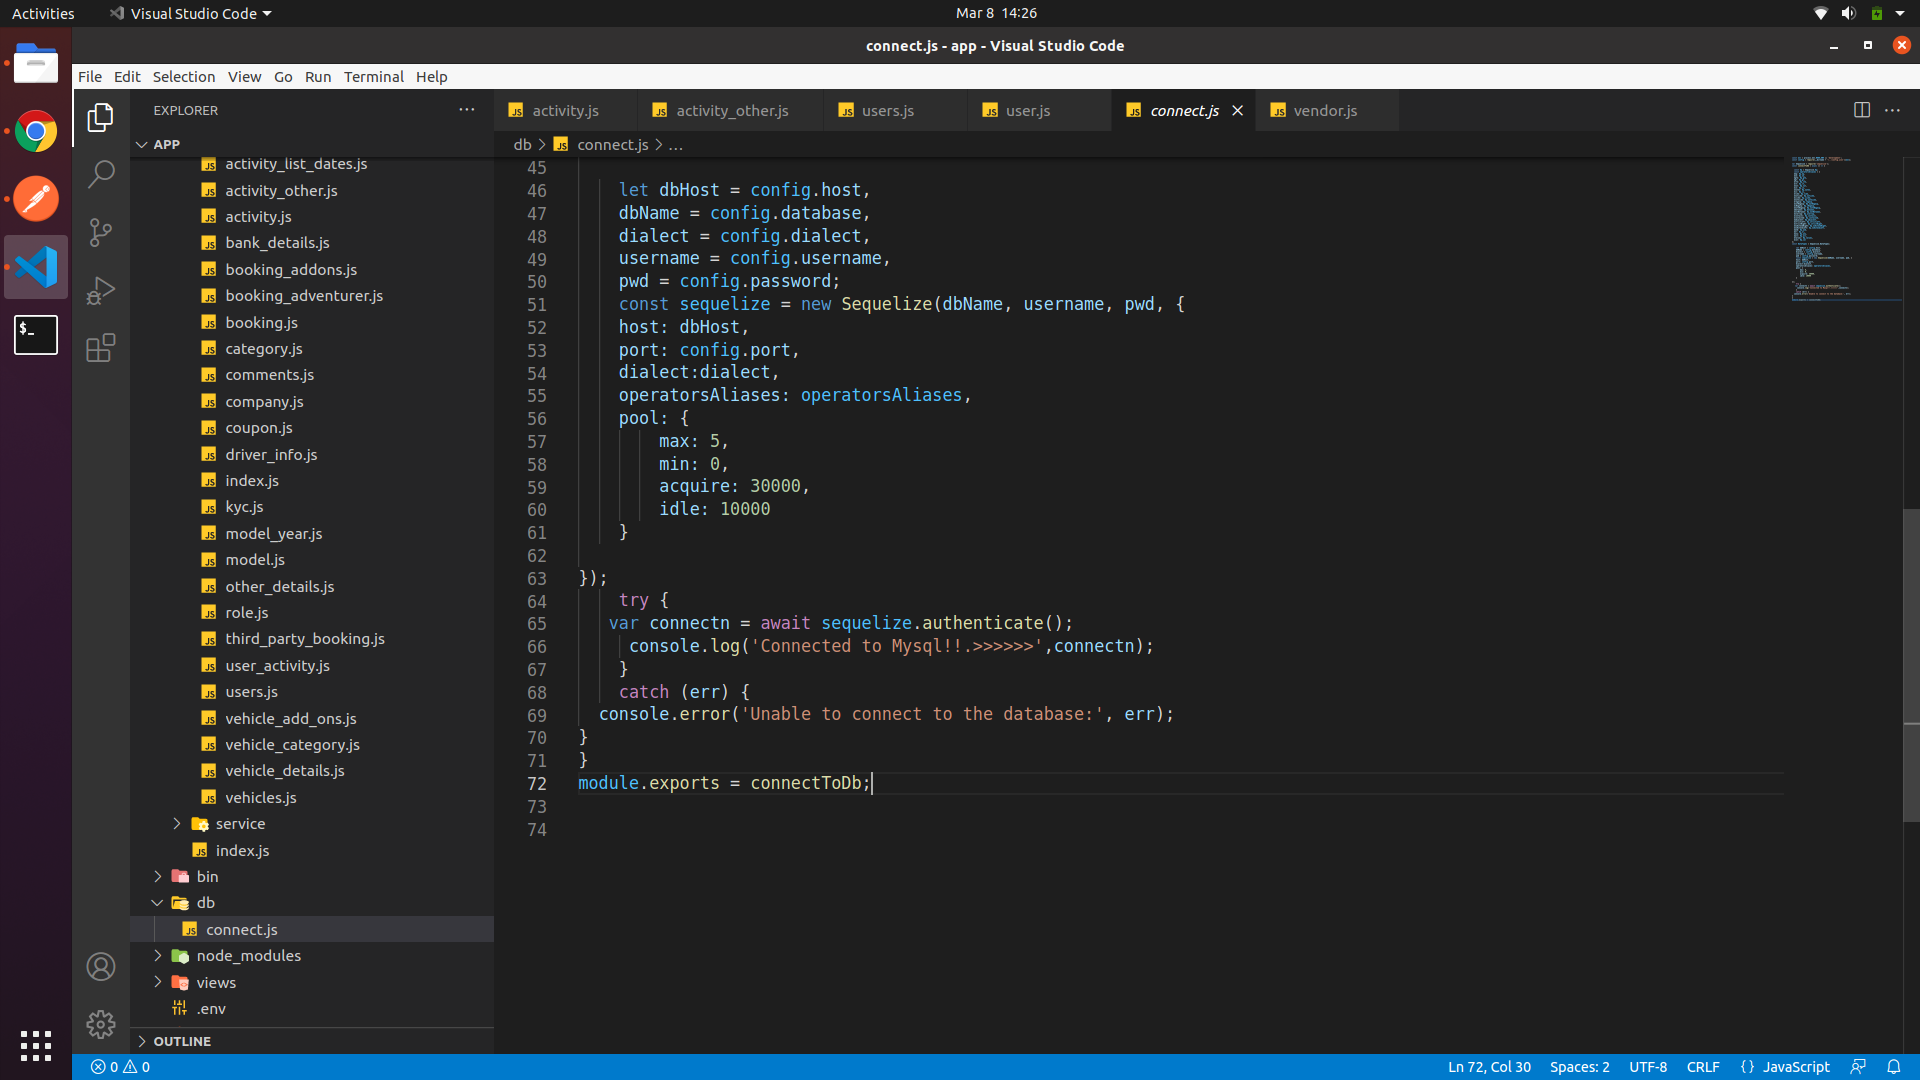 Activities
Visual Studio Code
Mar 8 14:26
connect.js - app - Visual Studio Code
File Edit Selection View Go Run Terminal Help
EXPLORER
APP
activity_list_dates.js
activity_other.js
activity.js
bank_details.js
booking_addons.js
booking_adventurer.js
booking.js
category.js
comments.js
company.js
coupon.js
driver_info.js
index.js
kyc.js
model_year.js
model.js
other_details.js
role.js
third_party_booking.js
user_activity.js
users.js
vehicle_add_ons.js
vehicle_category.js
vehicle_details.js
vehicles.js
service
index.js
bin
db
connect.js
node_modules
views
.env
OUTLINE
activity.js activity_other.js users.js user.js connect.js vendor.js
db > connect.js > ...
45
46 let dbHost = config.host,
47 dbName = config.database,
48 dialect = config.dialect,
49 username = config.username,
50 pwd = config.password;
51 const sequelize = new Sequelize(dbName, username, pwd, {
52 host: dbHost,
53 port: config.port,
54 dialect:dialect,
55 operatorsAliases: operatorsAliases,
56 pool: {
57 max: 5,
58 min: 0,
59 acquire: 30000,
60 idle: 10000
61 }
62
63 });
64 try {
65 var connectn = await sequelize.authenticate();
66 console.log('Connected to Mysql!!.>>>>>>',connectn);
67 }
68 catch (err) {
69 console.error('Unable to connect to the database:', err);
70 }
71 }
72 module.exports = connectToDb;
73
74
0 0
Ln 72, Col 30 Spaces: 2 UTF-8 CRLF {} JavaScript